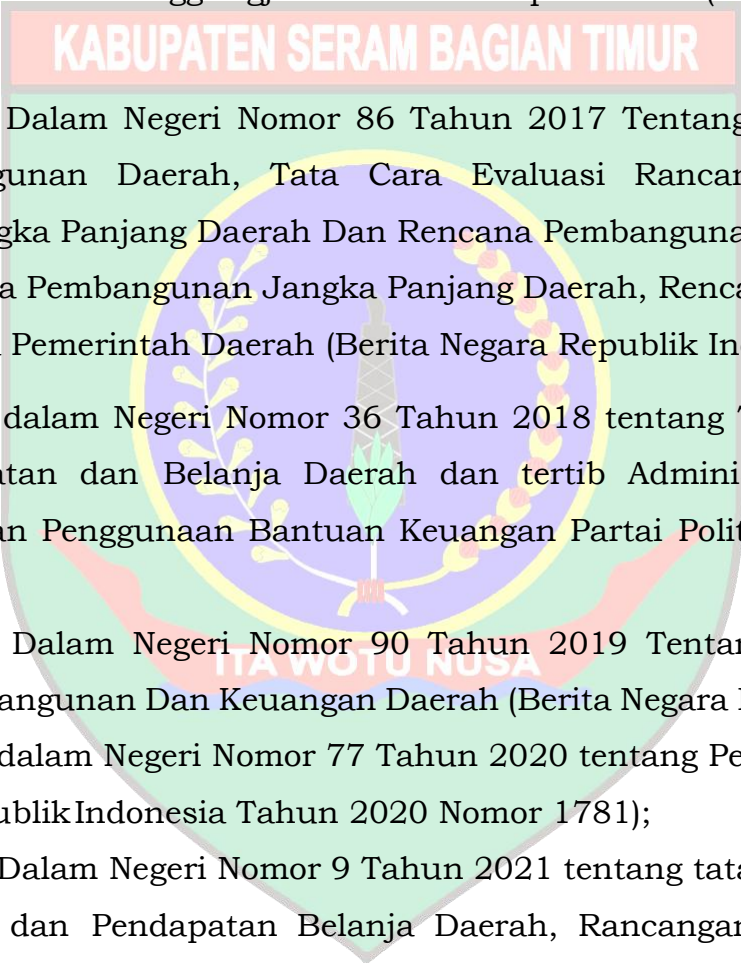 KABUPATEN SERAM BAGIAN TIMUR
Dalam Negeri Nomor 86 Tahun 2017 Tentang
gunan Daerah, Tata Cara Evaluasi Rancan
gka Panjang Daerah Dan Rencana Pembanguna
a Pembangunan Jangka Panjang Daerah, Renca
Pemerintah Daerah (Berita Negara Republik In
dalam Negeri Nomor 36 Tahun 2018 tentang T
tan dan Belanja Daerah dan tertib Admini
an Penggunaan Bantuan Keuangan Partai Polit
Dalam Negeri Nomor 90 Tahun 2019 Tentan
ITA WOTU NUSA
angunan Dan Keuangan Daerah (Berita Negara
dalam Negeri Nomor 77 Tahun 2020 tentang Pe
ublik Indonesia Tahun 2020 Nomor 1781);
Dalam Negeri Nomor 9 Tahun 2021 tentang tata
dan Pendapatan Belanja Daerah, Rancangan